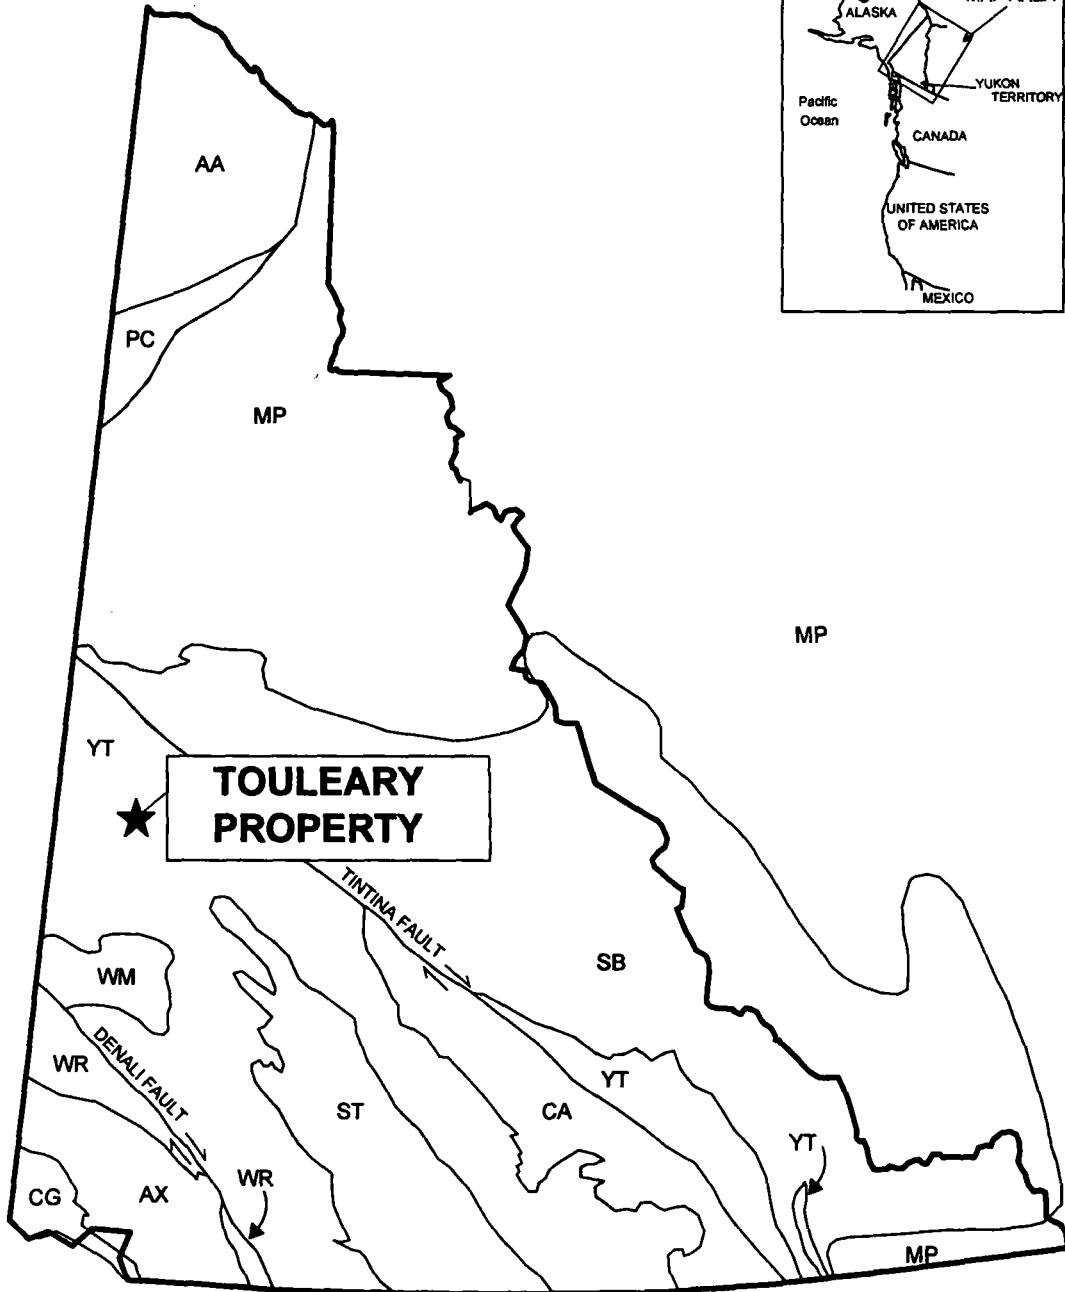 ALASKA
YUKON
TERRITORY
Pacific
Ocean
CANADA
UNITED STATES
OF AMERICA
MEXICO
AA
PC
MP
MP
YT
TOULEARY
PROPERTY
TINTINA FAULT
SB
WM
DENALI FAULT
WR
YT
ST
CA
YT
WR
CG
AX
MP